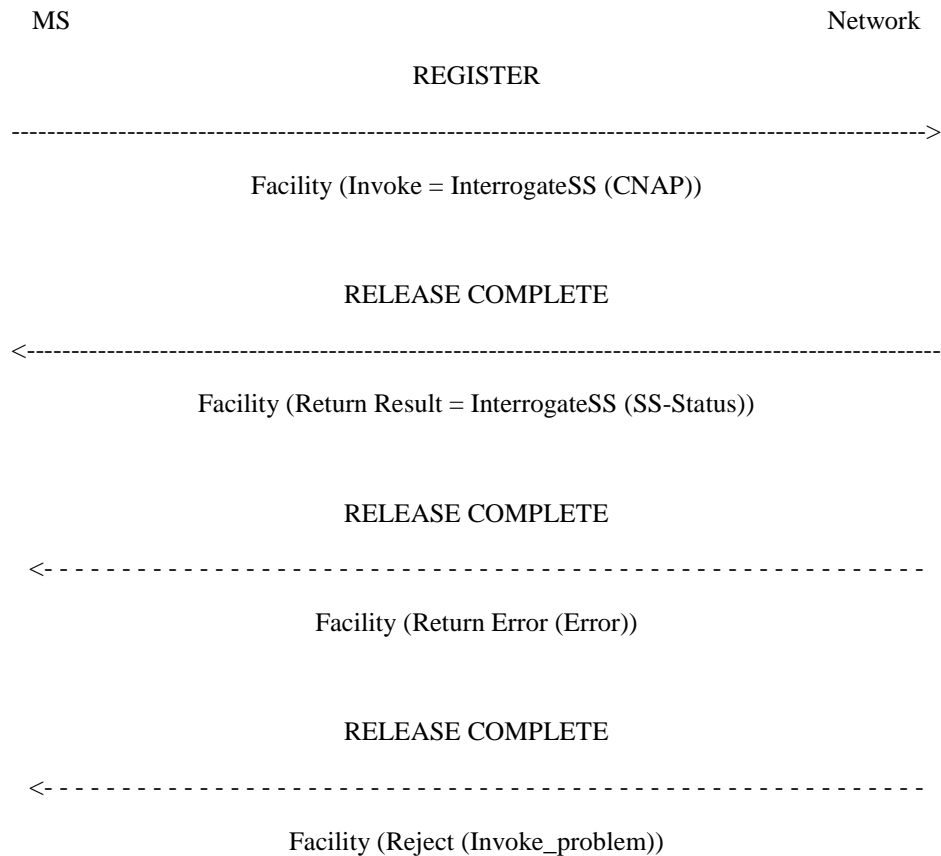 MS Network
REGISTER
------------------------------------------------------------------------------------------------------->
Facility (Invoke = InterrogateSS (CNAP))
RELEASE COMPLETE
<-------------------------------------------------------------------------------------------------------
Facility (Return Result = InterrogateSS (SS-Status))
RELEASE COMPLETE
<- - - - - - - - - - - - - - - - - - - - - - - - - - - - - - - - - - - - - - - - - - - - - - - - - - - - - - - - -
Facility (Return Error (Error))
RELEASE COMPLETE
<- - - - - - - - - - - - - - - - - - - - - - - - - - - - - - - - - - - - - - - - - - - - - - - - - - - - - - - - -
Facility (Reject (Invoke_problem))